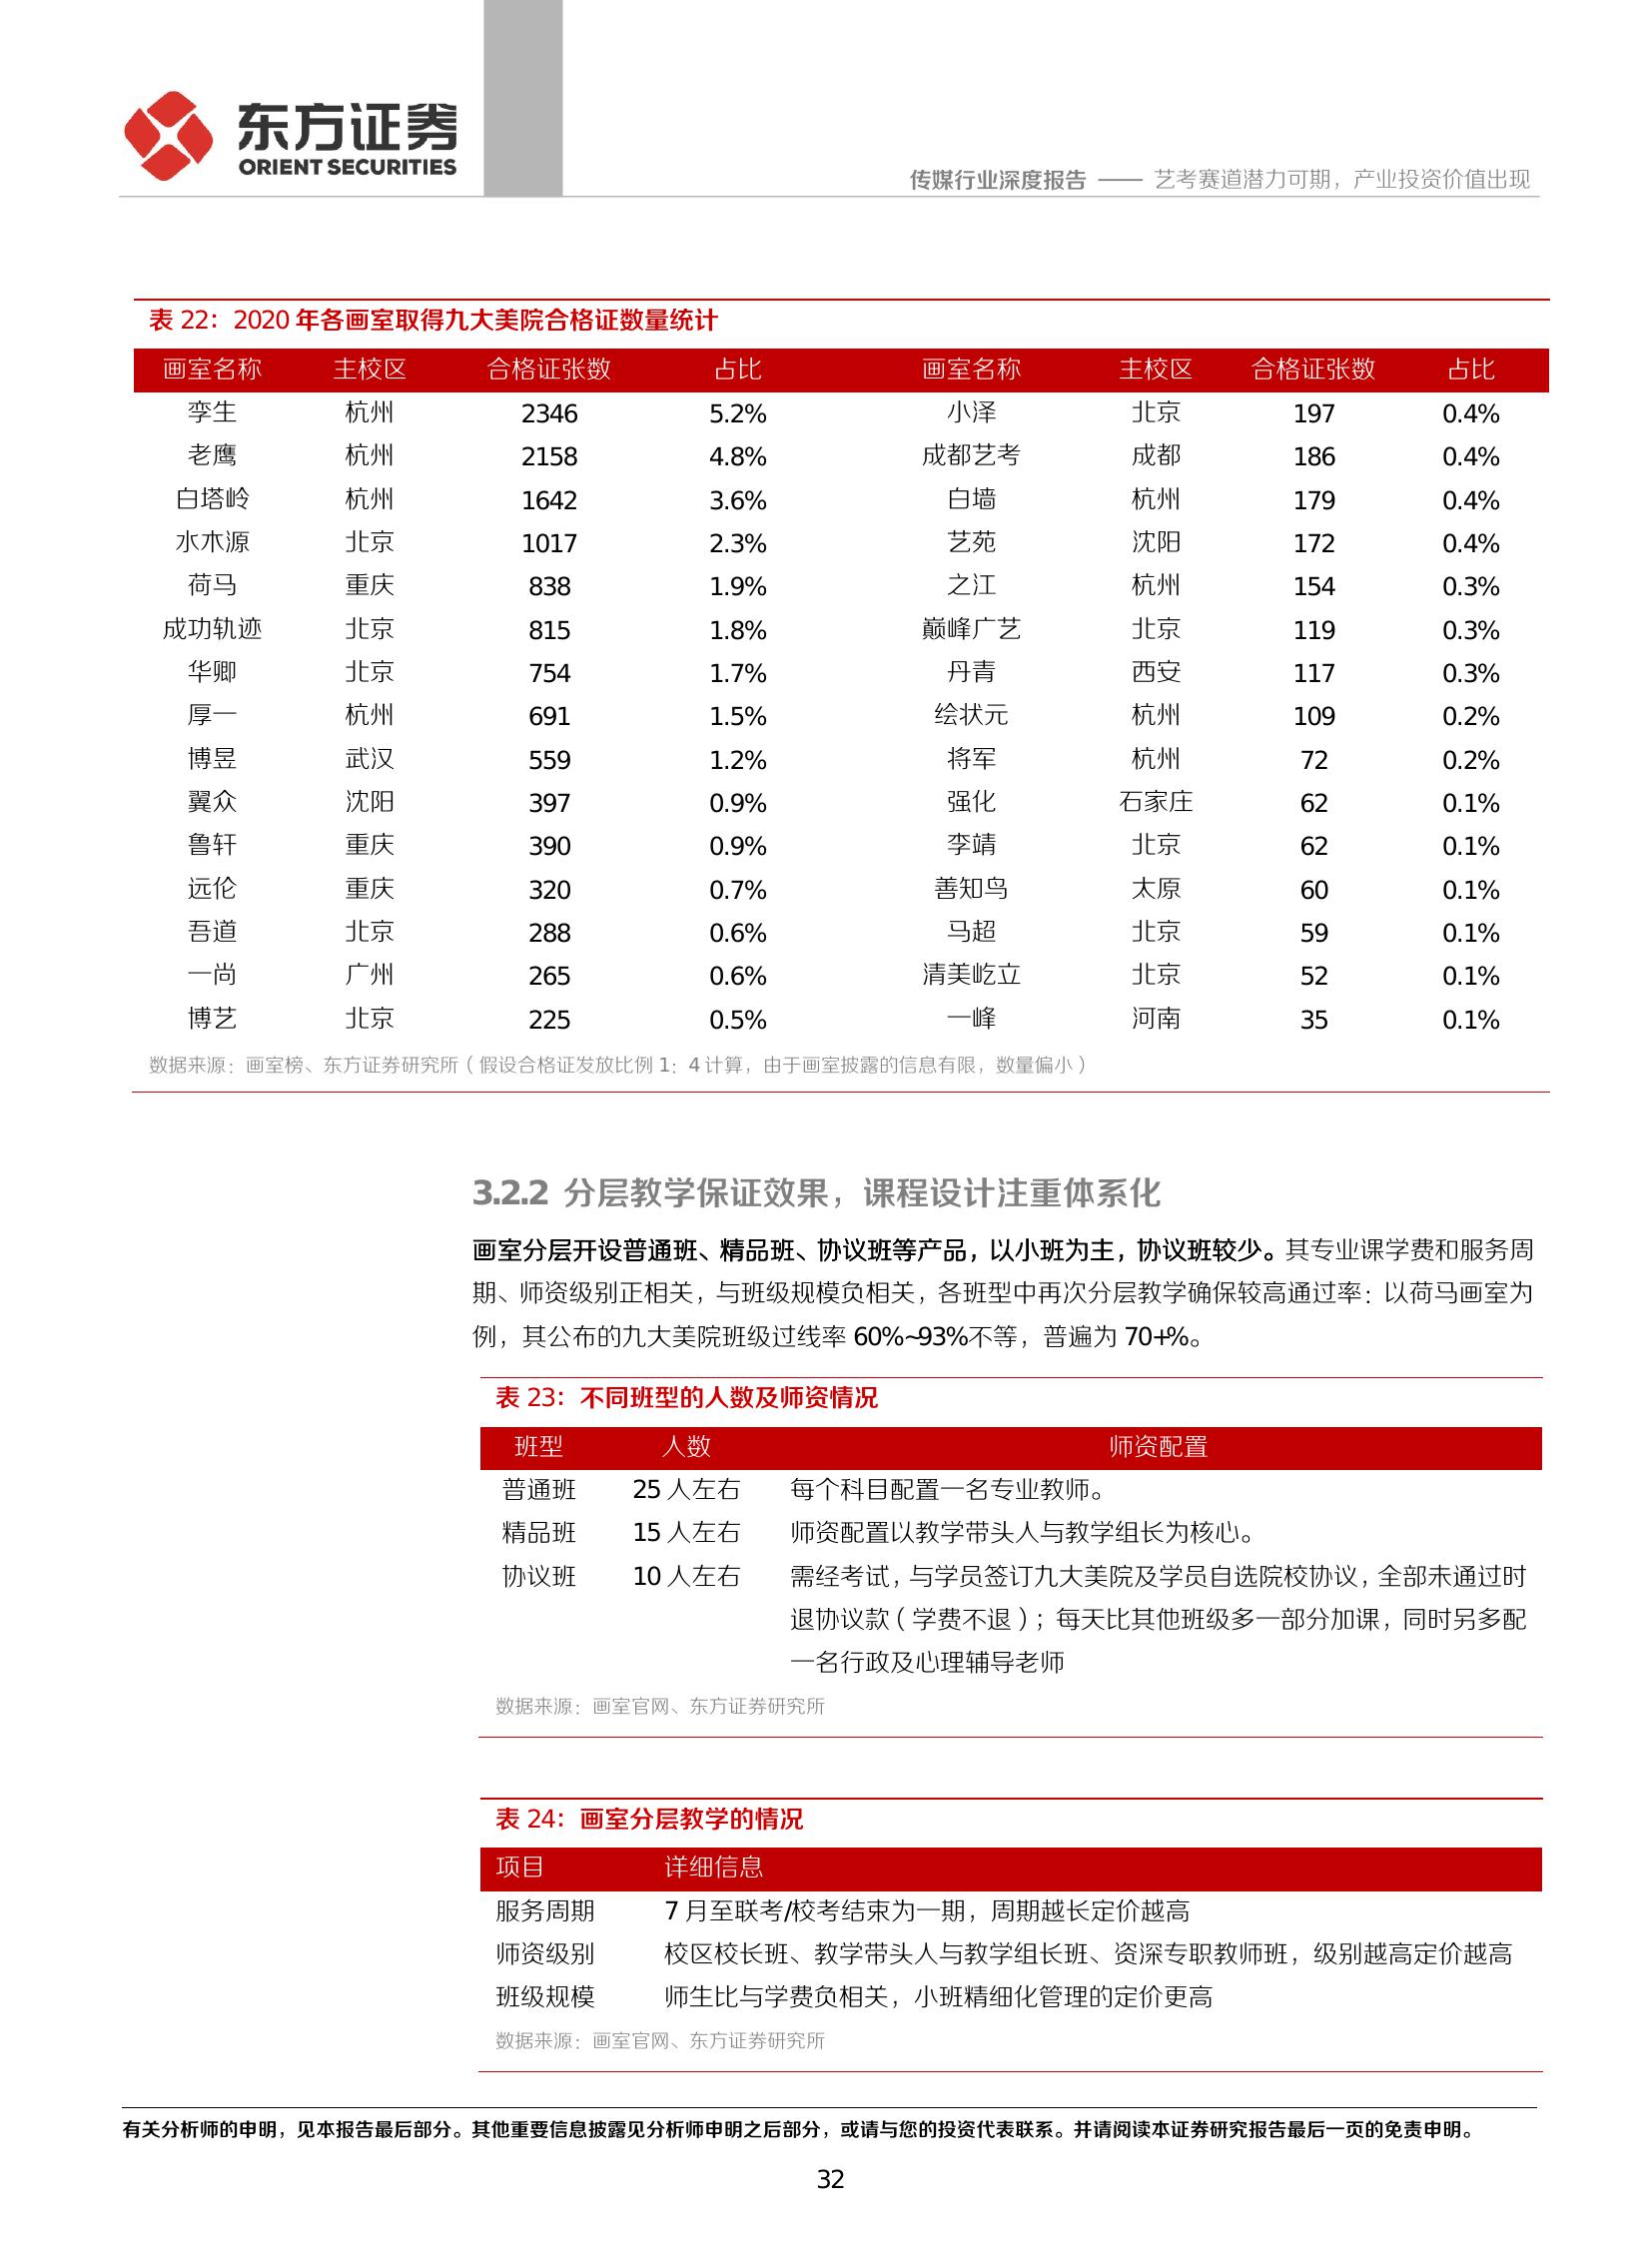 东方证券
ORIENT SECURITIES
传媒行业深度报告 —— 艺考赛道潜力可期，产业投资价值出现
表 22：2020 年各画室取得九大美院合格证数量统计
画室名称 主校区 合格证张数 占比 画室名称 主校区 合格证张数 占比
孪生 杭州 2346 5.2% 小泽 北京 197 0.4%
老鹰 杭州 2158 4.8% 成都艺考 成都 186 0.4%
白塔岭 杭州 1642 3.6% 白墙 杭州 179 0.4%
水木源 北京 1017 2.3% 艺苑 沈阳 172 0.4%
荷马 重庆 838 1.9% 之江 杭州 154 0.3%
成功轨迹 北京 815 1.8% 巅峰广艺 北京 119 0.3%
华卿 北京 754 1.7% 丹青 西安 117 0.3%
厚一 杭州 691 1.5% 绘状元 杭州 109 0.2%
博昱 武汉 559 1.2% 将军 杭州 72 0.2%
翼众 沈阳 397 0.9% 强化 石家庄 62 0.1%
鲁轩 重庆 390 0.9% 李靖 北京 62 0.1%
远伦 重庆 320 0.7% 善知鸟 太原 60 0.1%
吾道 北京 288 0.6% 马超 北京 59 0.1%
一尚 广州 265 0.6% 清美屹立 北京 52 0.1%
博艺 北京 225 0.5% 一峰 河南 35 0.1%
数据来源：画室榜、东方证券研究所（假设合格证发放比例 1：4 计算，由于画室披露的信息有限，数量偏小）
3.2.2 分层教学保证效果，课程设计注重体系化
画室分层开设普通班、精品班、协议班等产品，以小班为主，协议班较少。其专业课学费和服务周
期、师资级别正相关，与班级规模负相关，各班型中再次分层教学确保较高通过率：以荷马画室为
例，其公布的九大美院班级过线率 60%~93%不等，普遍为 70+%。
表 23：不同班型的人数及师资情况
班型 人数 师资配置
普通班 25 人左右 每个科目配置一名专业教师。
精品班 15 人左右 师资配置以教学带头人与教学组长为核心。
协议班 10 人左右 需经考试，与学员签订九大美院及学员自选院校协议，全部未通过时
退协议款（学费不退）；每天比其他班级多一部分加课，同时另多配
一名行政及心理辅导老师
数据来源：画室官网、东方证券研究所
表 24：画室分层教学的情况
项目 详细信息
服务周期 7 月至联考/校考结束为一期，周期越长定价越高
师资级别 校区校长班、教学带头人与教学组长班、资深专职教师班，级别越高定价越高
班级规模 师生比与学费负相关，小班精细化管理的定价更高
数据来源：画室官网、东方证券研究所
有关分析师的申明，见本报告最后部分。其他重要信息披露见分析师申明之后部分，或请与您的投资代表联系。并请阅读本证券研究报告最后一页的免责申明。
32